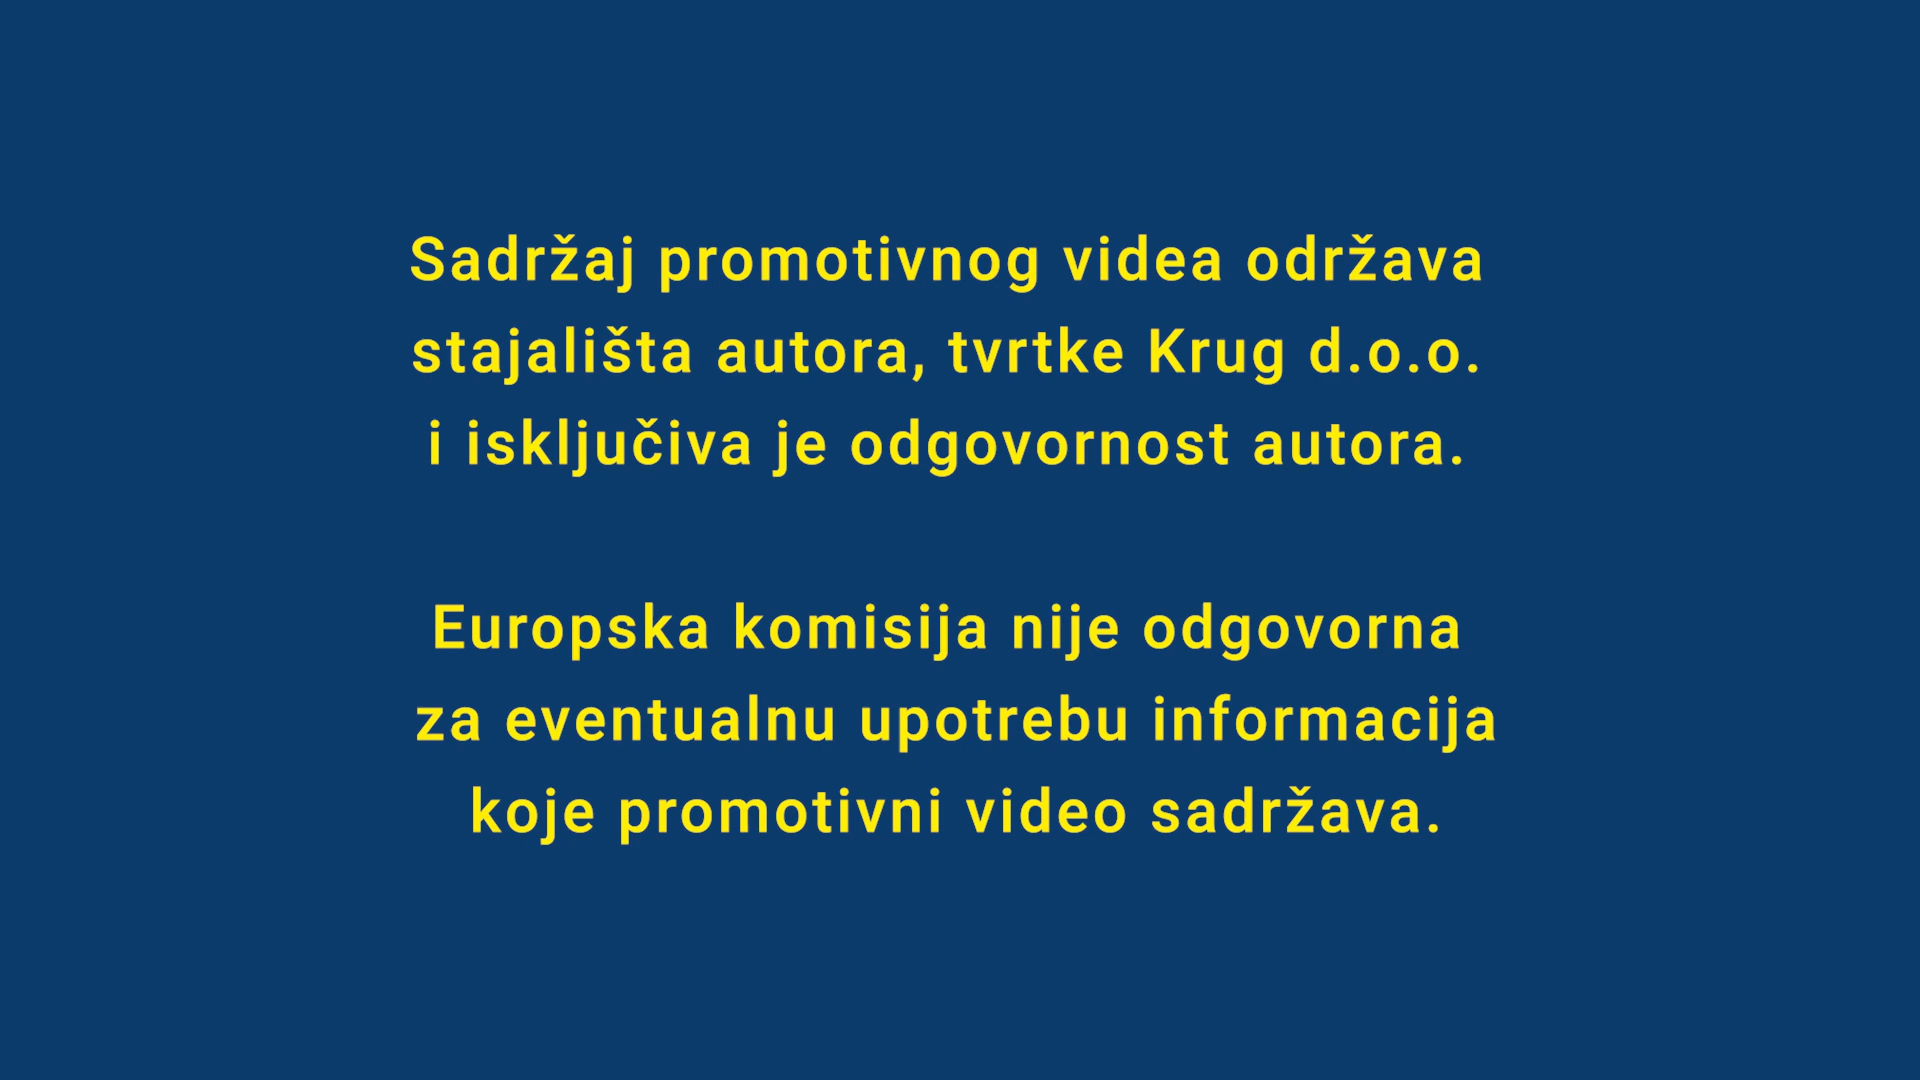 Sadržaj promotivnog videa održava
stajališta autora, tvrtke Krug d.o.o.
i isključiva je odgovornost autora.
Europska komisija nije odgovorna
za eventualnu upotrebu informacija
koje promotivni video sadržava.